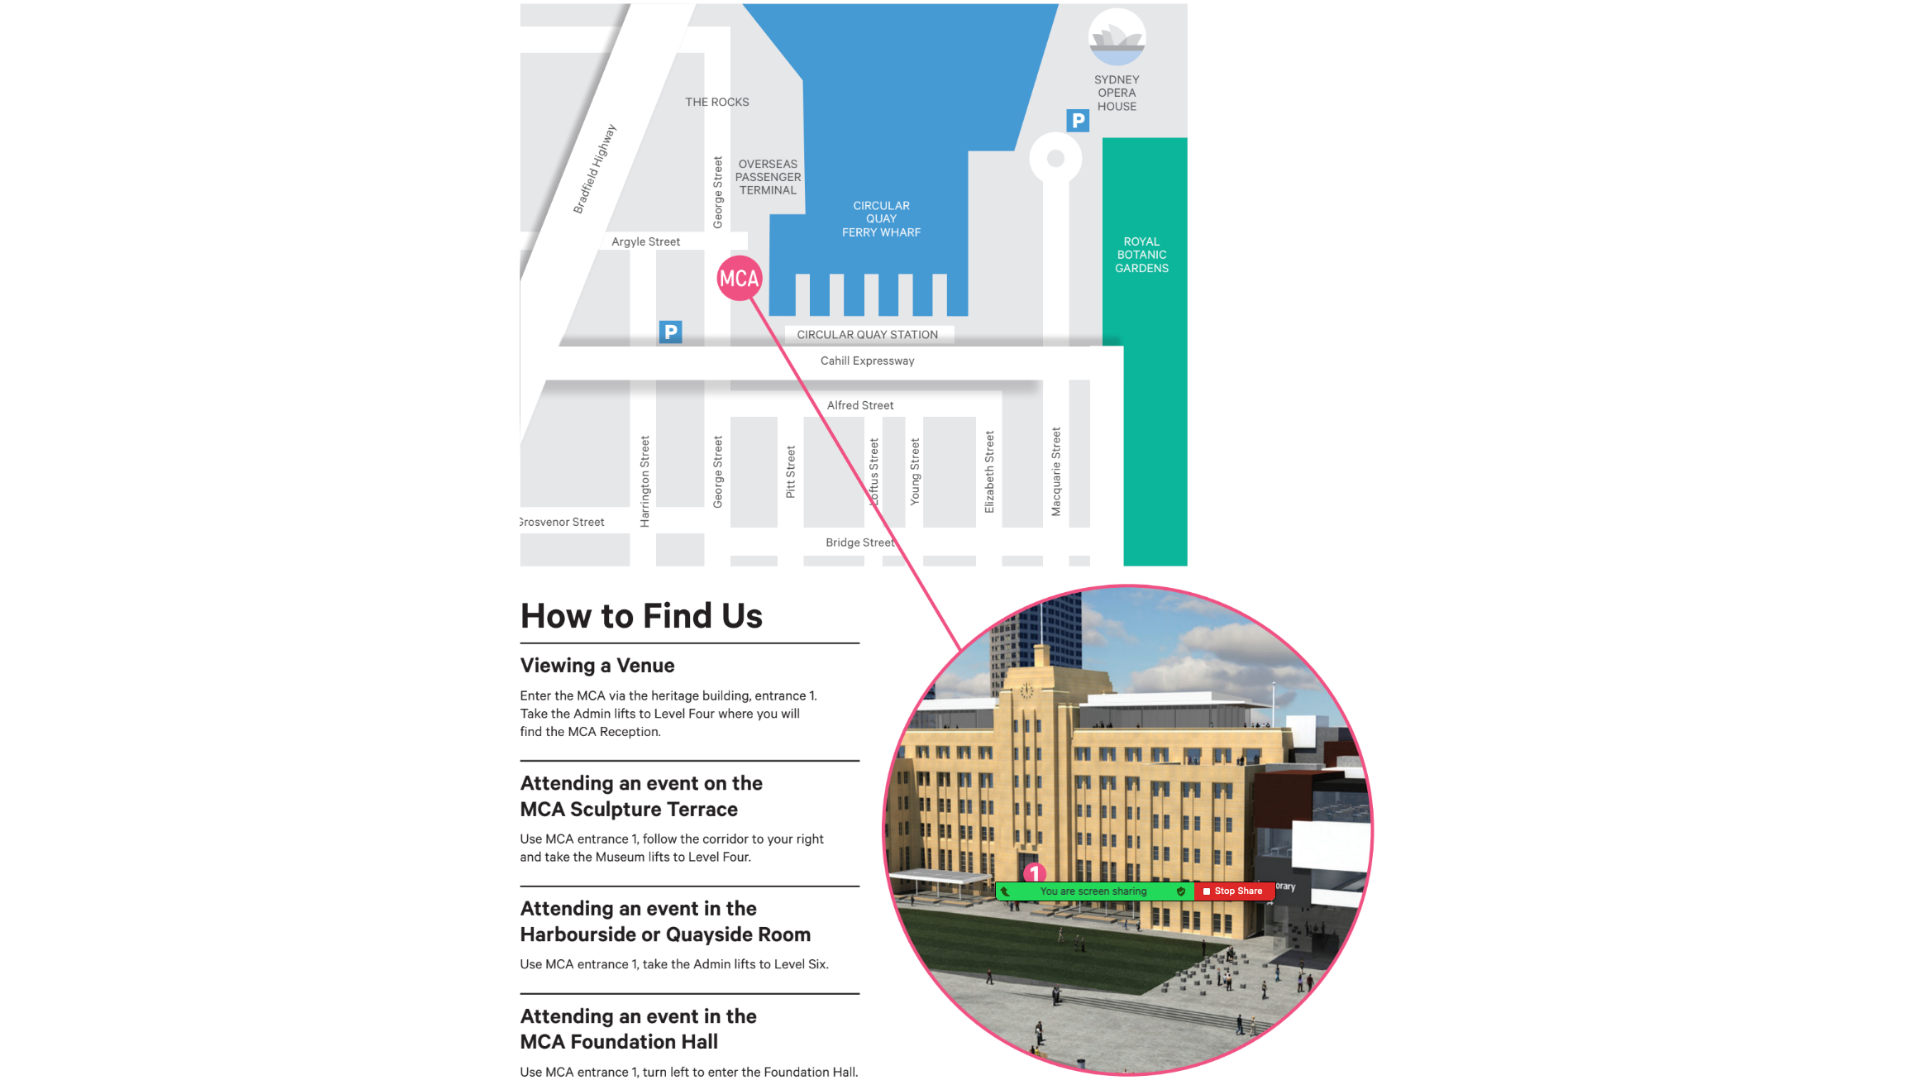 SYDNEY
OPERA
HOUSE
THE ROCKS
P
Bradfield Highway
George Street
OVERSEAS
PASSENGER
TERMINAL
CIRCULAR
QUAY
FERRY WHARF
Argyle Street
ROYAL
BOTANIC
GARDENS
MCA
P
CIRCULAR QUAY STATION
Cahill Expressway
Alfred Street
Harrington Street
George Street
Pitt Street
Loftus Street
Young Street
Elizabeth Street
Macquarie Street
Grosvenor Street
Bridge Street
How to Find Us
Viewing a Venue
Enter the MCA via the heritage building, entrance 1.
Take the Admin lifts to Level Four where you will
find the MCA Reception.
Attending an event on the
MCA Sculpture Terrace
Use MCA entrance 1, follow the corridor to your right
and take the Museum lifts to Level Four.
Attending an event in the
Harbourside or Quayside Room
Use MCA entrance 1, take the Admin lifts to Level Six.
Attending an event in the
MCA Foundation Hall
Use MCA entrance 1, turn left to enter the Foundation Hall.
1
You are screen sharing
Stop Share